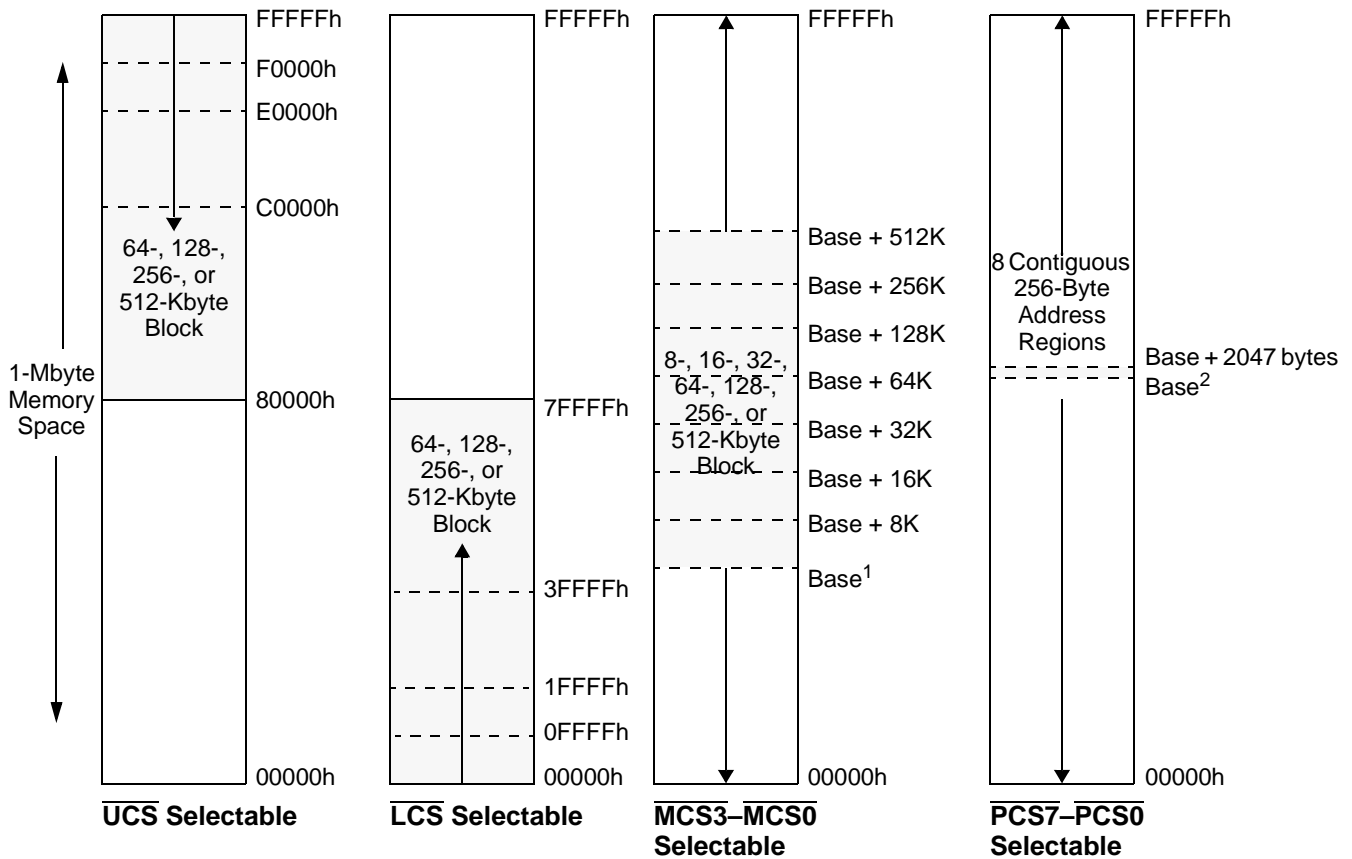 1-Mbyte
Memory
Space
FFFFFh
F0000h
E0000h
C0000h
64-, 128-,
256-, or
512-Kbyte
Block
80000h
00000h
UCS Selectable
FFFFFh
7FFFFh
64-, 128-,
256-, or
512-Kbyte
Block
3FFFFh
1FFFFh
0FFFFh
00000h
LCS Selectable
FFFFFh
Base + 512K
Base + 256K
Base + 128K
8-, 16-, 32-,
64-, 128-,
256-, or
512-Kbyte
Block
Base + 64K
Base + 32K
Base + 16K
Base + 8K
Base1
00000h
MCS3–MCS0
Selectable
FFFFFh
8 Contiguous
256-Byte
Address
Regions
Base + 2047 bytes
Base2
00000h
PCS7–PCS0
Selectable